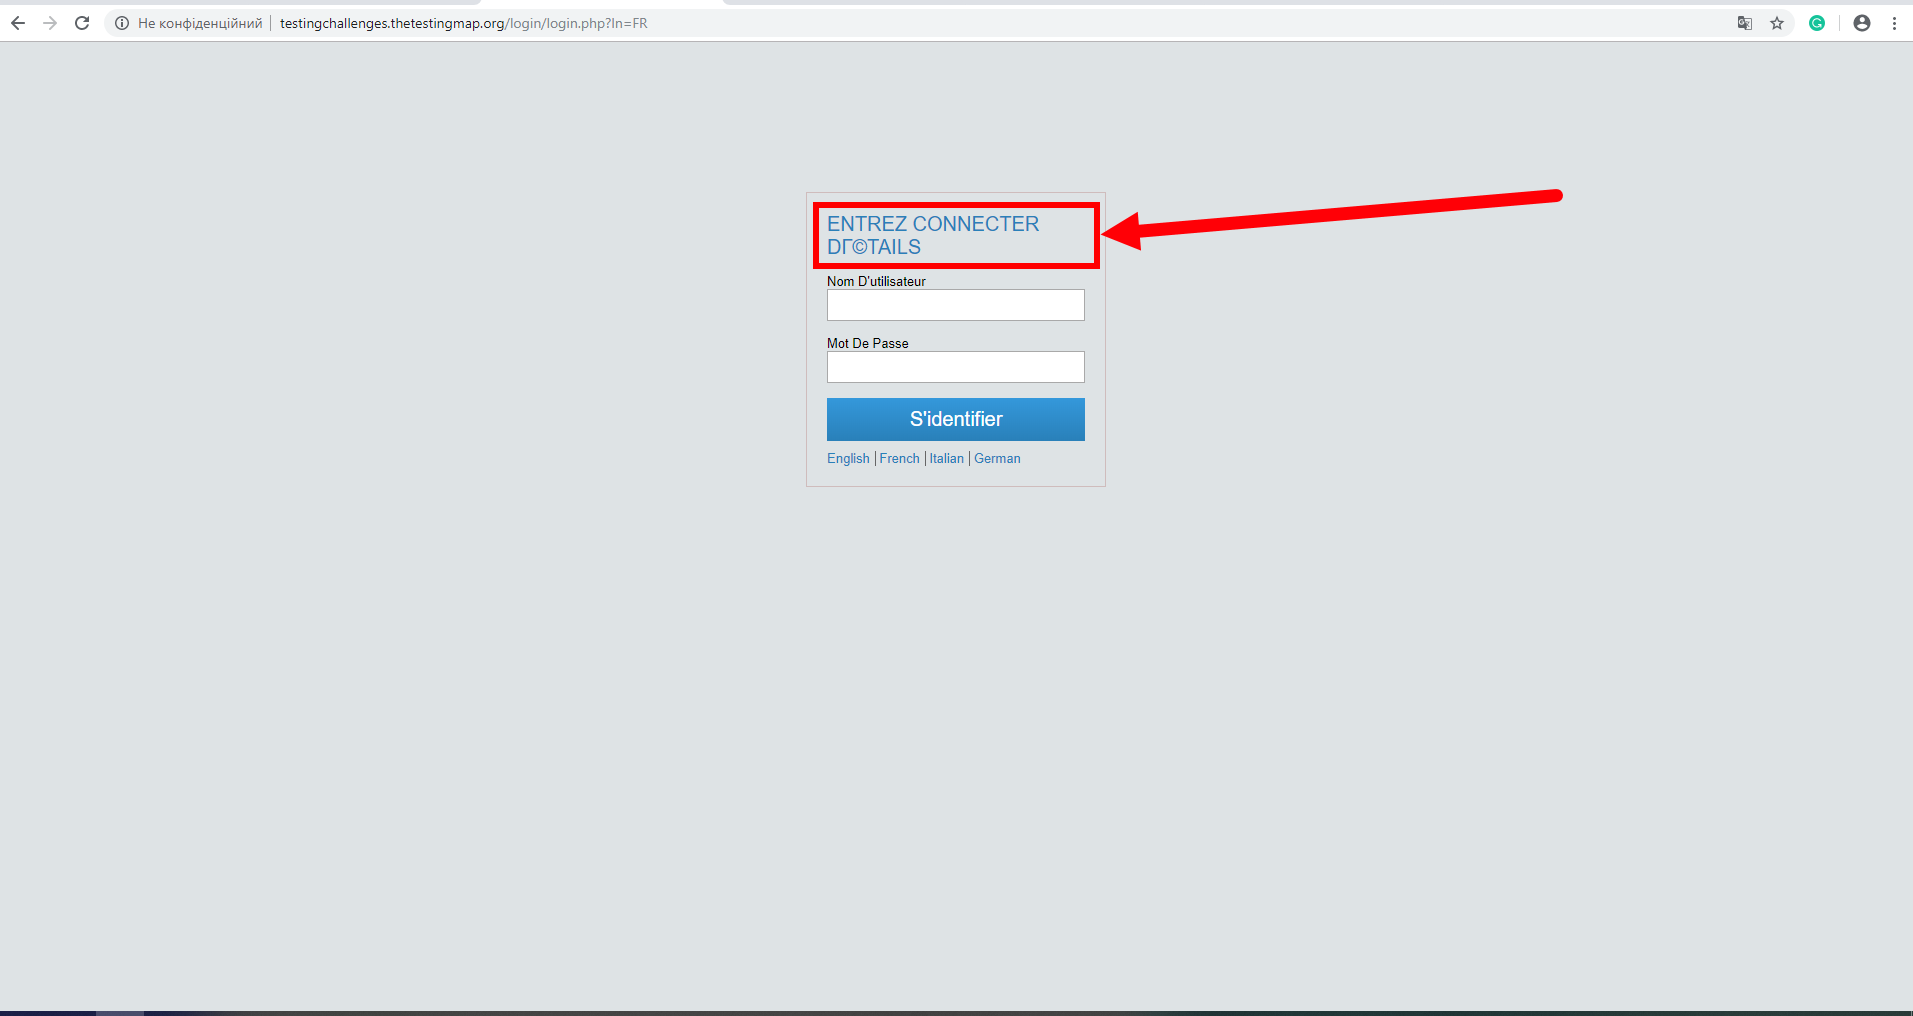 Не конфіденційний
testingchallenges.thetestingmap.org/login/login.php?ln=FR
ENTREZ CONNECTER
DГ©TAILS
Nom D'utilisateur
Mot De Passe
S'identifier
English | French | Italian | German